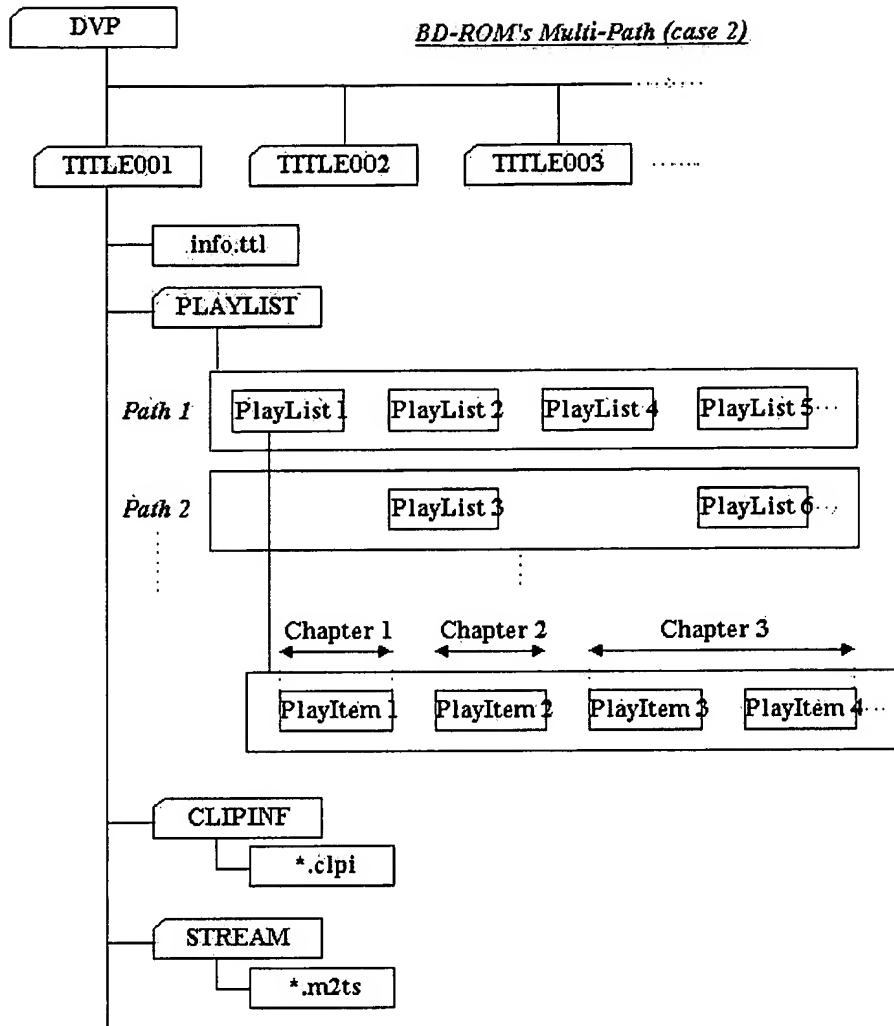 DVP
BD-ROM's Multi-Path (case 2)
TITLE001 TITLE002 TITLE003
info.ttl
PLAYLIST
Path 1 PlayList 1 PlayList 2 PlayList 4 PlayList 5
Path 2 PlayList 3 PlayList 6
Chapter 1 Chapter 2 Chapter 3
PlayItem 1 PlayItem 2 PlayItem 3 PlayItem 4
CLIPINF
*.clpi
STREAM
*.m2ts